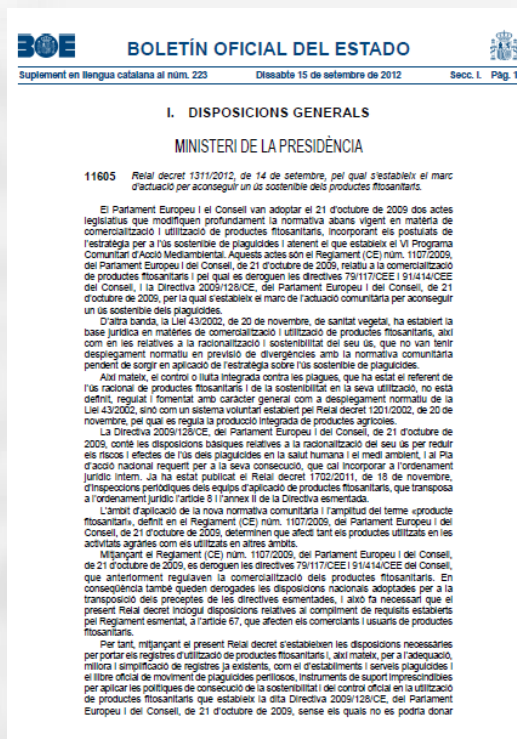 BOE BOLETÍN OFICIAL DEL ESTADO
Suplement en llengua catalana al núm. 223 Dissabte 15 de setembre de 2012 Secc. I. Pàg. 1
I. DISPOSICIONS GENERALS
MINISTERI DE LA PRESIDÈNCIA
11605 Reial decret 1311/2012, de 14 de setembre, pel qual s'estableix el marc
d'actuació per aconseguir un ús sostenible dels productes fitosanitaris.
El Parlament Europeu i el Consell van adoptar el 21 d'octubre de 2009 dos actes
legislatius que modifiquen profundament la normativa abans vigent en matèria de
comercialització i utilització de productes fitosanitaris, incorporant els postulats de
l'estratègia per a l'ús sostenible de plaguicides i atenent el que estableix el VI Programa
Comunitari d'Acció Mediambiental. Aquests actes són el Reglament (CE) núm. 1107/2009,
del Parlament Europeu i del Consell, de 21 d'octubre de 2009, relatiu a la comercialització
de productes fitosanitaris i pel qual es deroguen les directives 79/117/CEE i 91/414/CEE
del Consell, i la Directiva 2009/128/CE, del Parlament Europeu i del Consell, de 21
d'octubre de 2009, per la qual s'estableix el marc de l'actuació comunitària per aconseguir
un ús sostenible dels plaguicides.
D'altra banda, la Llei 43/2002, de 20 de novembre, de sanitat vegetal, ha establert la
base jurídica en matèries de comercialització i utilització de productes fitosanitaris, així
com en les relatives a la racionalització i sostenibilitat del seu ús, que no van tenir
desplegament normatiu en previsió de divergències amb la normativa comunitària
pendent de sorgir en aplicació de l'estratègia sobre l'ús sostenible de plaguicides.
Així mateix, el control o lluita integrada contra les plagues, que ha estat el referent de
l'ús racional de productes fitosanitaris i de la sostenibilitat en la seva utilització, no està
definit, regulat i fomentat amb caràcter general com a desplegament normatiu de la
Llei 43/2002, sinó com un sistema voluntari establert pel Reial decret 1201/2002, de 20 de
novembre, pel qual es regula la producció integrada de productes agrícoles.
La Directiva 2009/128/CE, del Parlament Europeu i del Consell, de 21 d'octubre de
2009, conté les disposicions bàsiques relatives a la racionalització del seu ús per reduir
els riscos i efectes de l'ús dels plaguicides en la salut humana i el medi ambient, i al Pla
d'acció nacional requerit per a la seva consecució, que cal incorporar a l'ordenament
jurídic intern. Ja ha estat publicat el Reial decret 1702/2011, de 18 de novembre,
d'inspeccions periòdiques dels equips d'aplicació de productes fitosanitaris, que transposa
a l'ordenament jurídic l'article 8 i l'annex II de la Directiva esmentada.
L'àmbit d'aplicació de la nova normativa comunitària i l'amplitud del terme «producte
fitosanitari», definit en el Reglament (CE) núm. 1107/2009, del Parlament Europeu i del
Consell, de 21 d'octubre de 2009, determinen que afecti tant els productes utilitzats en les
activitats agràries com els utilitzats en altres àmbits.
Mitjançant el Reglament (CE) núm. 1107/2009, del Parlament Europeu i del Consell,
de 21 d'octubre de 2009, es deroguen les directives 79/117/CEE i 91/414/CEE del Consell,
que anteriorment regulaven la comercialització dels productes fitosanitaris. En
conseqüència també queden derogades les disposicions nacionals adoptades per a la
transposició dels preceptes de les directives esmentades, i això fa necessari que el
present Reial decret inclogui disposicions relatives al compliment de requisits establerts
pel Reglament esmentat, a l'article 67, que afecten els comerciants i usuaris de productes
fitosanitaris.
Per tant, mitjançant el present Reial decret s'estableixen les disposicions necessàries
per portar els registres d'utilització de productes fitosanitaris i, així mateix, per a l'adequació,
millora i simplificació de registres ja existents, com el d'establiments i serveis plaguicides i
el llibre oficial de moviment de plaguicides perillosos, instruments de suport imprescindibles
per aplicar les polítiques de consecució de la sostenibilitat i del control oficial en la utilització
de productes fitosanitaris que estableix la dita Directiva 2009/128/CE, del Parlament
Europeu i del Consell, de 21 d'octubre de 2009, sense els quals no es podria donar